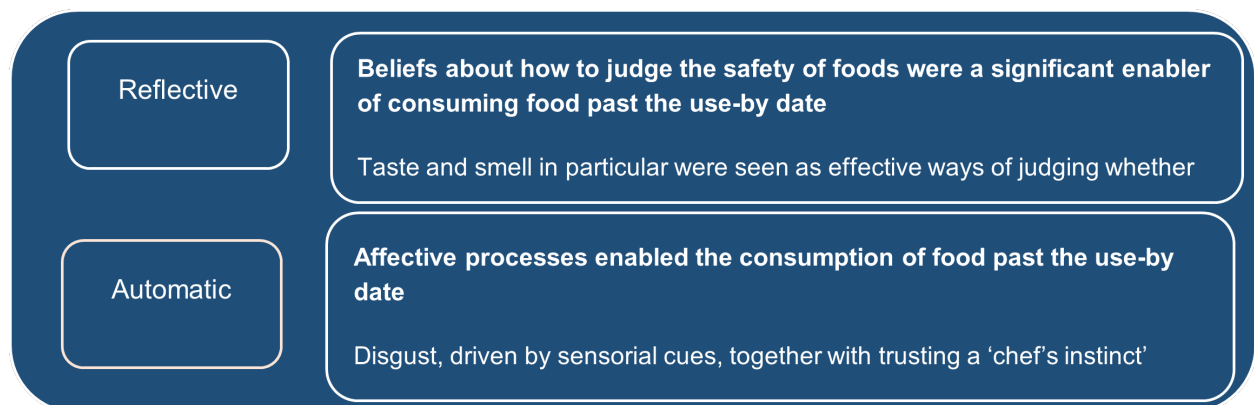 Reflective
Beliefs about how to judge the safety of foods were a significant enabler
of consuming food past the use-by date
Taste and smell in particular were seen as effective ways of judging whether
Automatic
Affective processes enabled the consumption of food past the use-by
date
Disgust, driven by sensorial cues, together with trusting a ‘chef’s instinct’